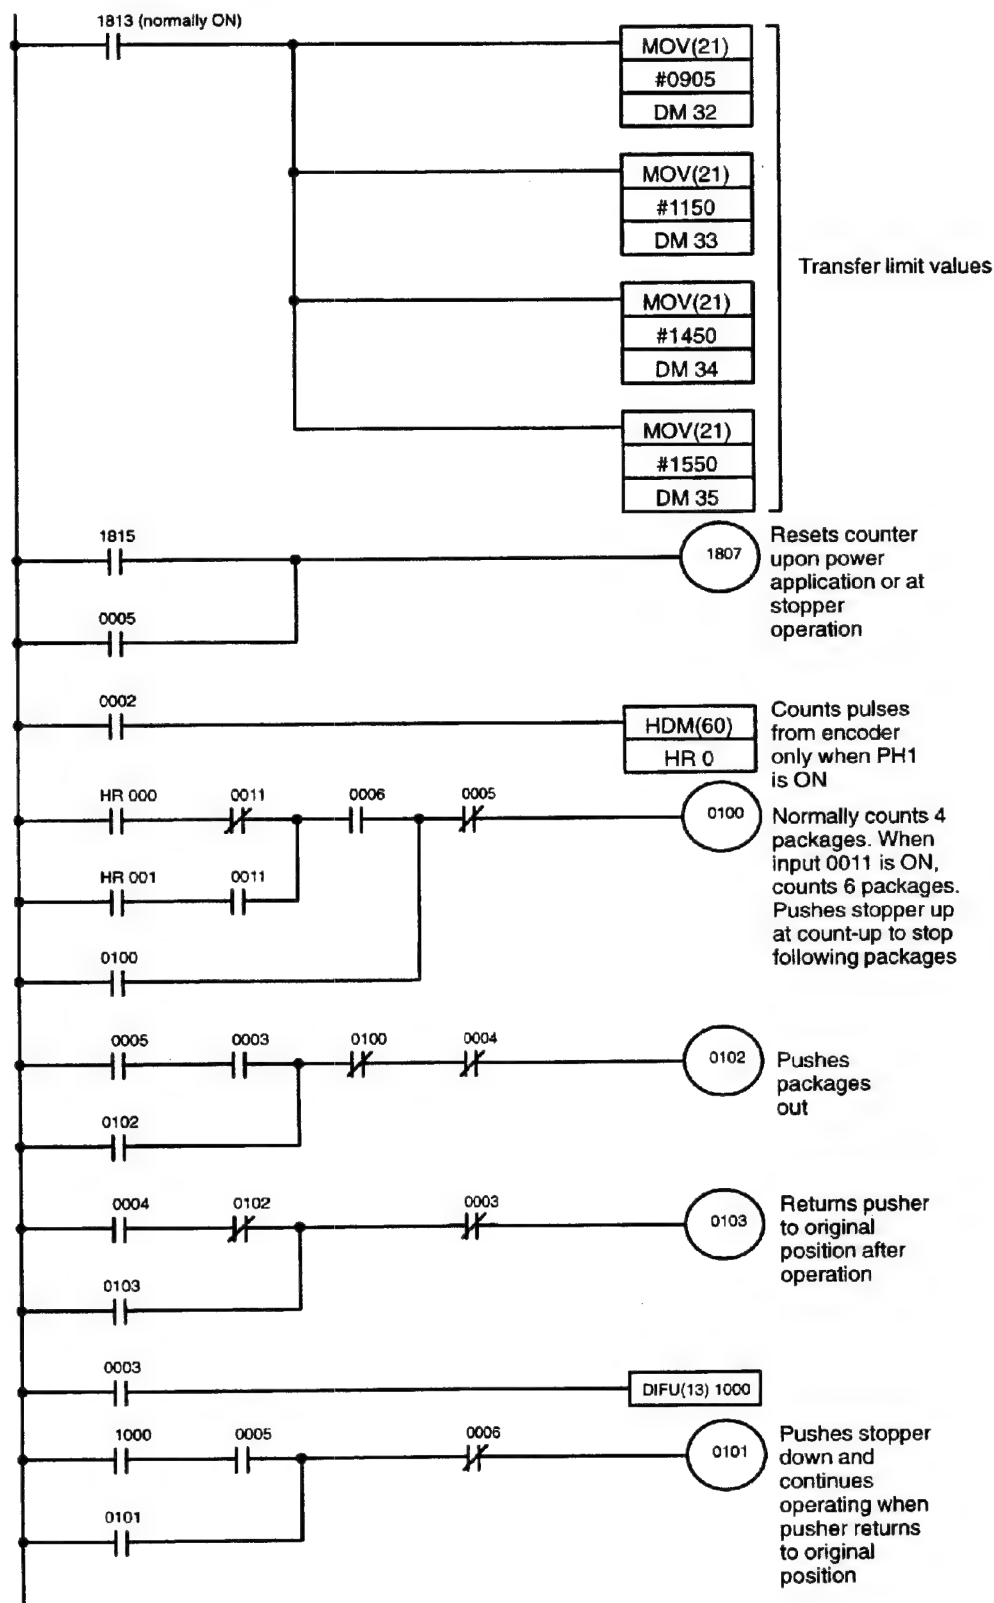 1813 (normally ON)
MOV(21)
#0905
DM 32
MOV(21)
#1150
DM 33
Transfer limit values
MOV(21)
#1450
DM 34
MOV(21)
#1550
DM 35
1815
1807
Resets counter
upon power
application or at
stopper
operation
0005
0002
HDM(60)
HR 0
Counts pulses
from encoder
only when PH1
is ON
HR 000
0011
0006
0005
0100
Normally counts 4
packages. When
input 0011 is ON,
counts 6 packages.
Pushes stopper up
at count-up to stop
following packages
HR 001
0011
0100
0005
0003
0100
0004
0102
Pushes
packages
out
0102
0004
0102
0003
0103
Returns pusher
to original
position after
operation
0103
0003
DIFU(13) 1000
1000
0005
0006
0101
Pushes stopper
down and
continues
operating when
pusher returns
to original
position
0101